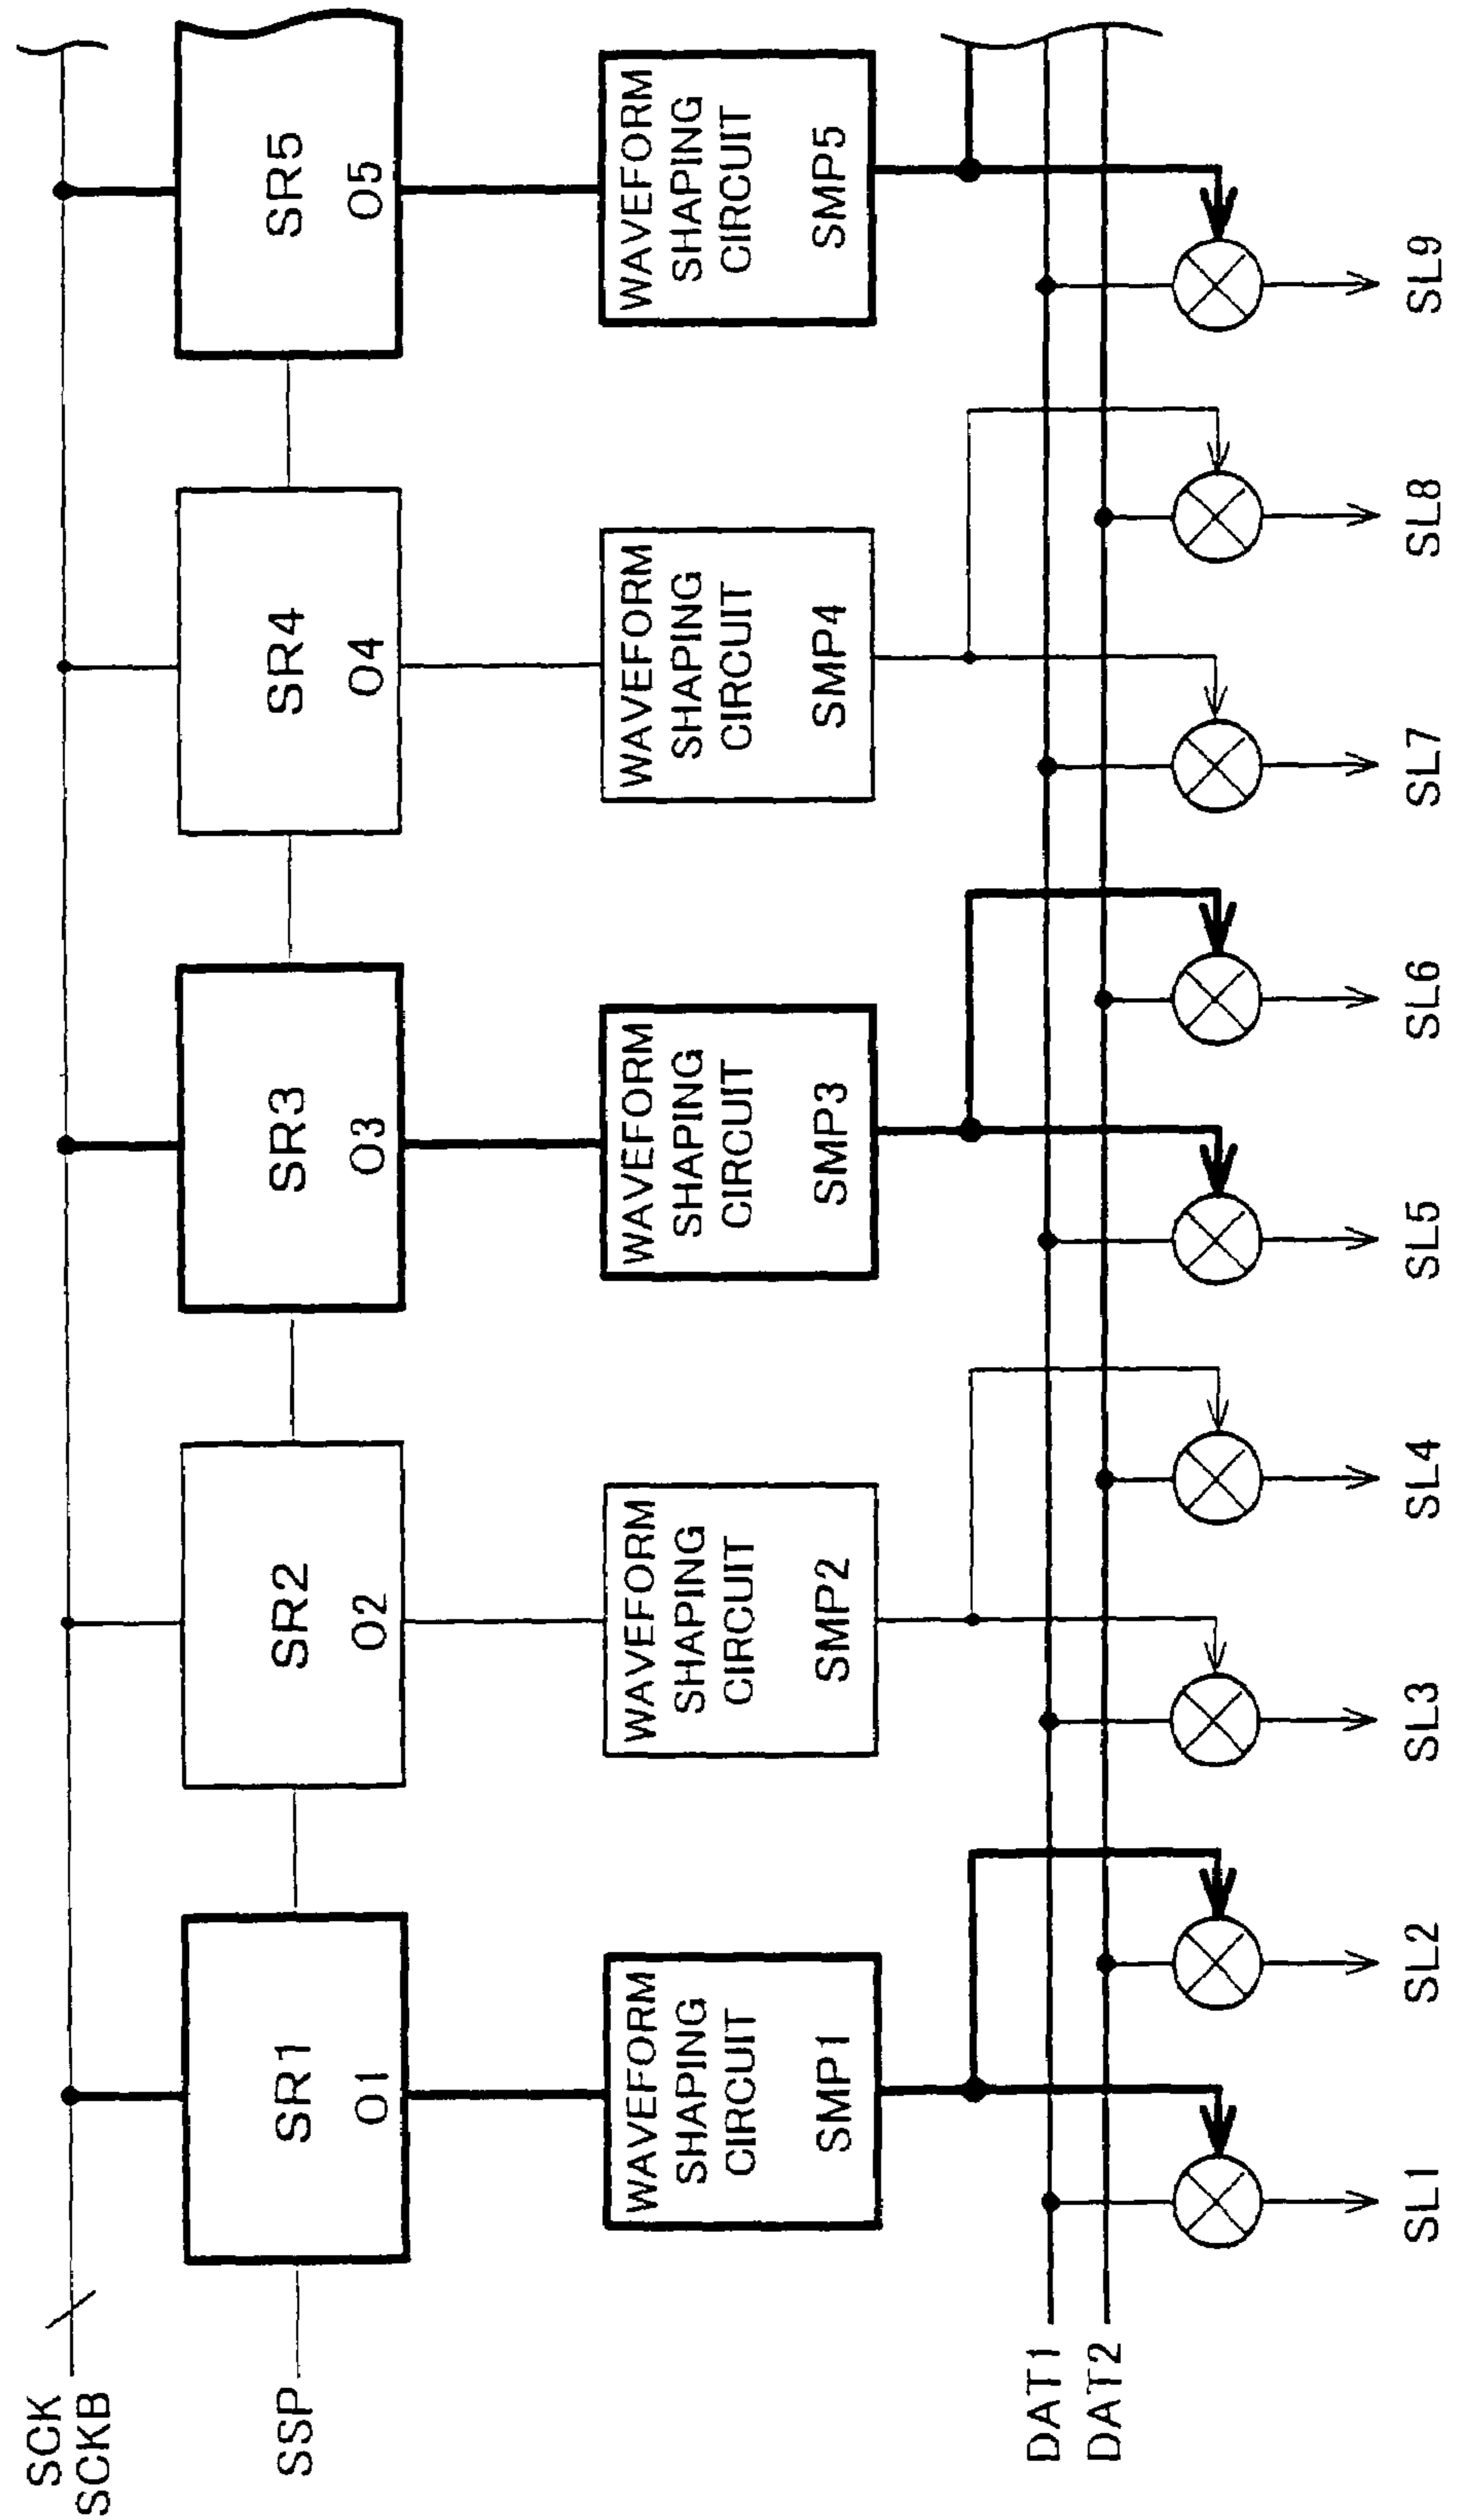 SCK
SCKB
SSP
SR1
O1
SR2
O2
SR3
O3
SR4
O4
SR5
O5
WAVEFORM
SHAPING
CIRCUIT
SMP1
WAVEFORM
SHAPING
CIRCUIT
SMP2
WAVEFORM
SHAPING
CIRCUIT
SMP3
WAVEFORM
SHAPING
CIRCUIT
SMP4
WAVEFORM
SHAPING
CIRCUIT
SMP5
DAT1
DAT2
SL1
SL2
SL3
SL4
SL5
SL6
SL7
SL8
SL9